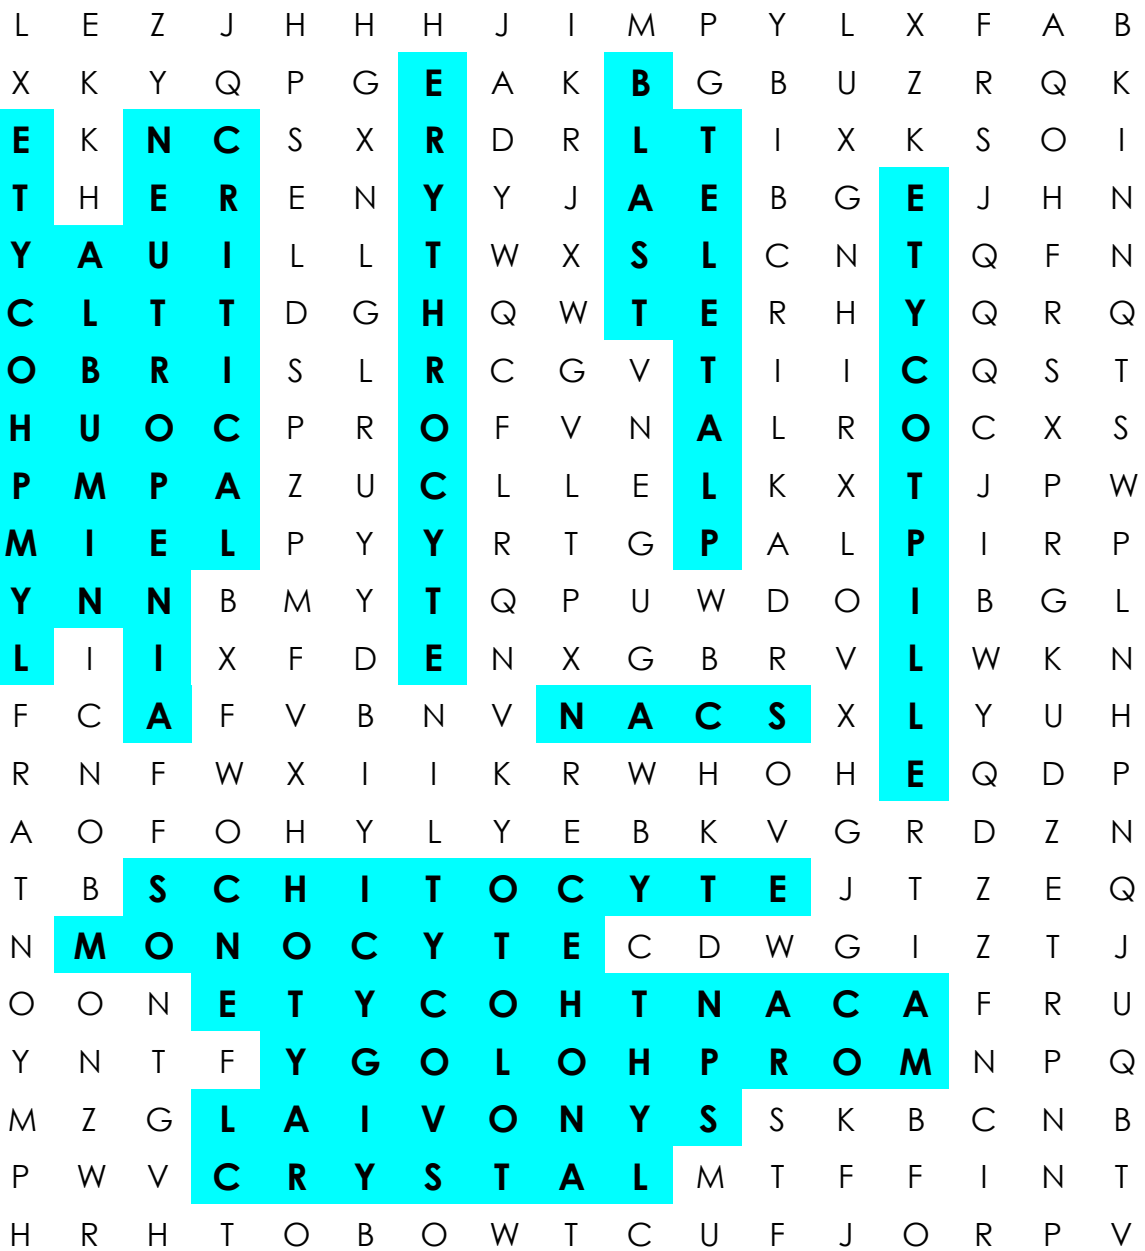 L E Z J H H H J I M P Y L X F A B
X K Y Q P G E A K B G B U Z R Q K
E K N C S X R D R L T I X K S O I
T H E R E N Y Y J A E B G E J H N
Y A U I L L T W X S L C N T Q F N
C L T T D G H Q W T E R H Y Q R Q
O B R I S L R C G V T I I C Q S T
H U O C P R O F V N A L R O C X S
P M P A Z U C L L E L K X T J P W
M I E L P Y Y R T G P A L P I R P
Y N N B M Y T Q P U W D O I B G L
L I I X F D E N X G B R V L W K N
F C A F V B N V N A C S X L Y U H
R N F W X I I K R W H O H E Q D P
A O F O H Y L Y E B K V G R D Z N
T B S C H I T O C Y T E J T Z E Q
N M O N O C Y T E C D W G I Z T J
O O N E T Y C O H T N A C A F R U
Y N T F Y G O L O H P R O M N P Q
M Z G L A I V O N Y S S K B C N B
P W V C R Y S T A L M T F F I N T
H R H T O B O W T C U F J O R P V